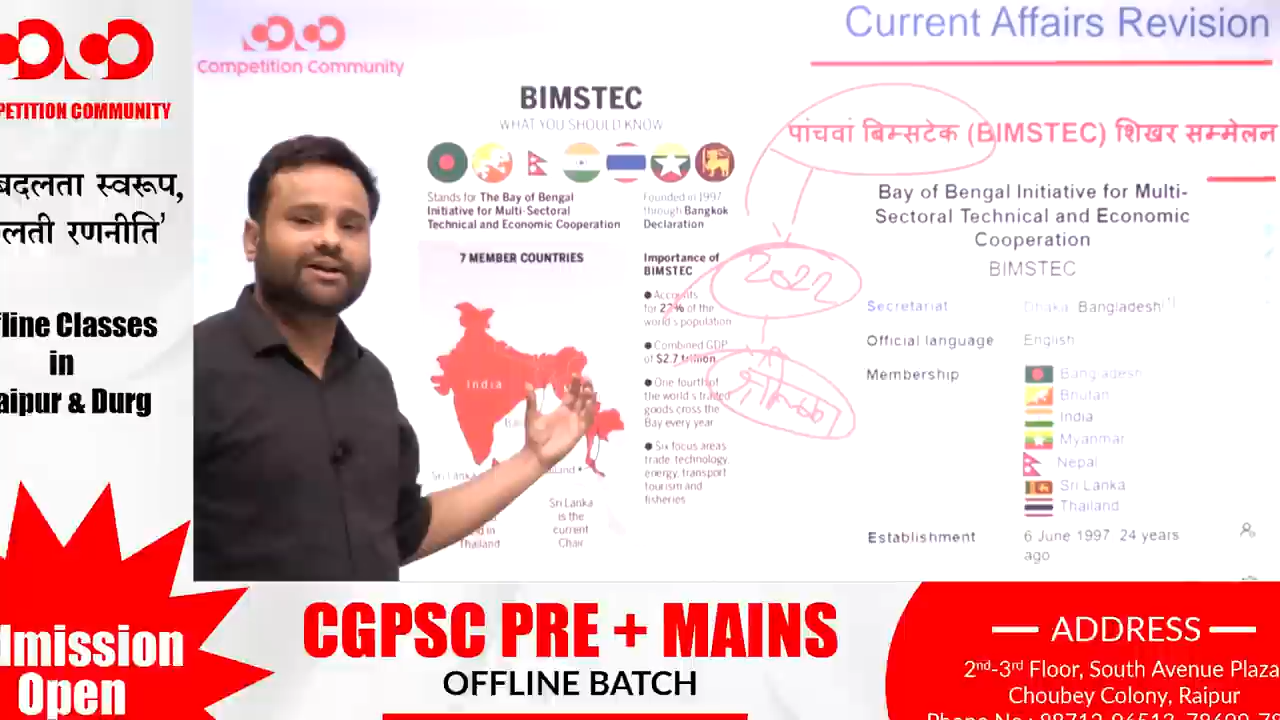 COMPETITION COMMUNITY
बदलता स्वरूप,
रणनीति'
Classes
in
& Durg
Admission
Open
Competition Community
Current Affairs Revision
BIMSTEC
WHAT YOU SHOULD KNOW
Stands for The Bay of Bengal
Initiative for Multi-Sectoral
Technical and Economic Cooperation
Founded in 1997
through Bangkok
Declaration
7 MEMBER COUNTRIES
India
Sri Lanka
Thailand
Sri Lanka
is the
current
Chair
Importance of
BIMSTEC
Accounts
for 22% of the
world's population
Combined GDP
of $2.7 trillion
One fourth of
the world's traded
goods cross the
Bay every year
Six focus areas
trade technology,
energy, transport
tourism and
fisheries
पांचवां बिम्सटेक (BIMSTEC) शिखर सम्मेलन
2022
श्रीलंका
Bay of Bengal Initiative for Multi-
Sectoral Technical and Economic
Cooperation
BIMSTEC
Secretariat Dhaka, Bangladesh[1]
Official language English
Membership Bangladesh
Bhutan
India
Myanmar
Nepal
Sri Lanka
Thailand
Establishment 6 June 1997 24 years
ago
CGPSC PRE + MAINS
OFFLINE BATCH
ADDRESS
2nd-3rd Floor, South Avenue Plaza
Choubey Colony, Raipur